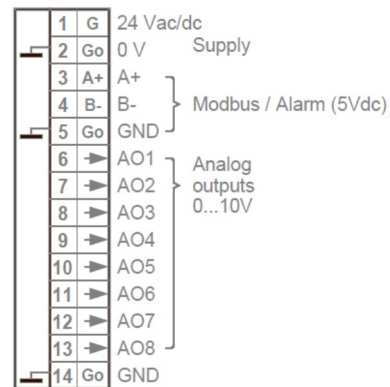 1 G 24 Vac/dc
2 Go 0 V Supply
3 A+ A+
4 B- B- Modbus / Alarm (5Vdc)
5 Go GND
6 AO1 Analog
7 AO2 outputs
8 AO3 0...10V
9 AO4
10 AO5
11 AO6
12 AO7
13 AO8
14 Go GND